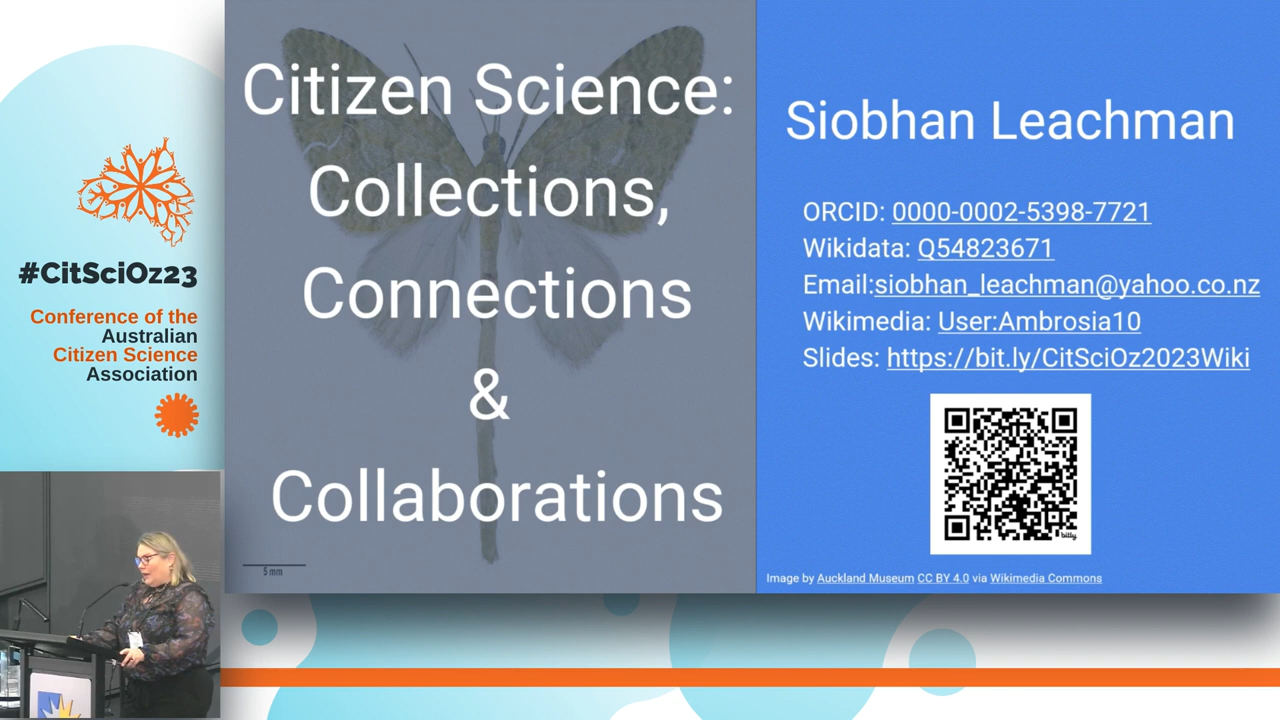 #CitSciOz23
Conference of the
Australian
Citizen Science
Association
Citizen Science:
Collections,
Connections
&
Collaborations
5 mm
Siobhan Leachman
ORCID: 0000-0002-5398-7721
Wikidata: Q54823671
Email:siobhan_leachman@yahoo.co.nz
Wikimedia: User:Ambrosia10
Slides: https://bit.ly/CitSciOz2023Wiki
bitly
Image by Auckland Museum CC BY 4.0 via Wikimedia Commons